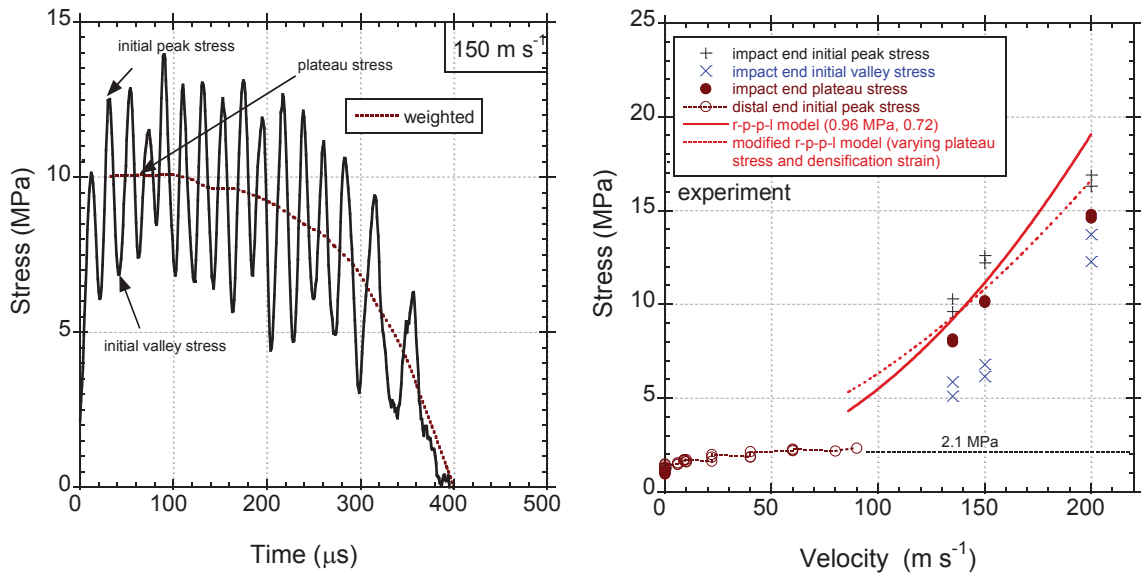 15
10
5
0
0
100
200
300
400
500
Stress (MPa)
Time (μs)
150 m s⁻¹
initial peak stress
plateau stress
weighted
initial valley stress
25
20
15
10
5
0
0
50
100
150
200
Stress (MPa)
Velocity (m s⁻¹)
impact end initial peak stress
impact end initial valley stress
impact end plateau stress
distal end initial peak stress
r-p-p-l model (0.96 MPa, 0.72)
modified r-p-p-l model (varying plateau
stress and densification strain)
experiment
2.1 MPa